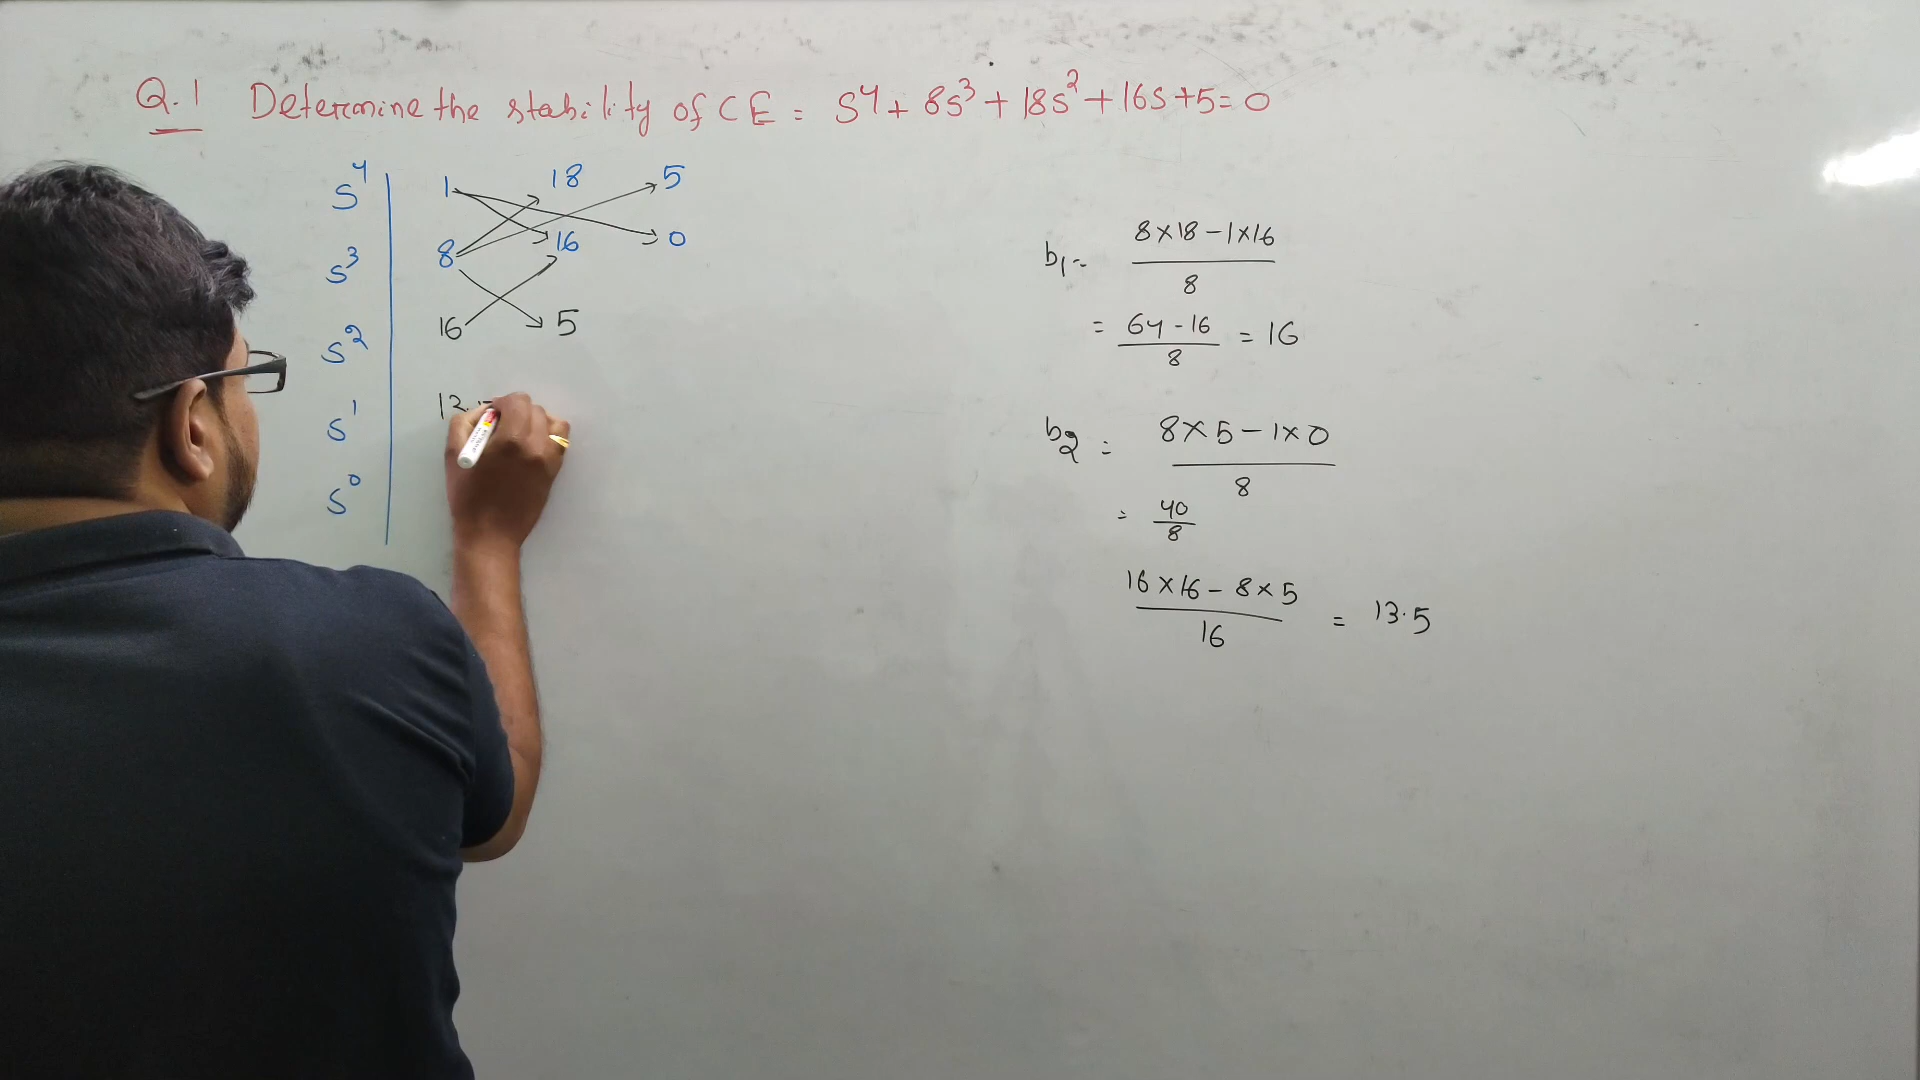 Q.1 Determine the stability of CE = S⁴ + 8s³ + 18s² + 16s + 5 = 0
S⁴ 1 18 5
S³ 8 16 0
S² 16 5
S¹
S⁰
b₁ = (8×18 - 1×16) / 8
= (64 - 16) / 8 = 16
b₂ = (8×5 - 1×0) / 8
= 40 / 8
(16×16 - 8×5) / 16 = 13.5